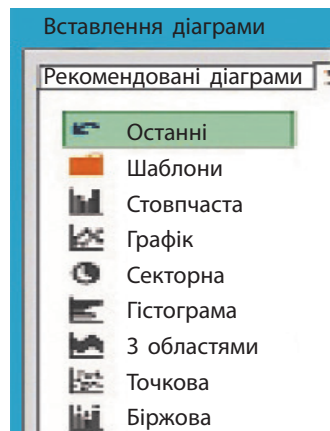 Вставлення діаграми
Рекомендовані діаграми
Останні
Шаблони
Стовпчаста
Графік
Секторна
Гістограма
З областями
Точкова
Біржова